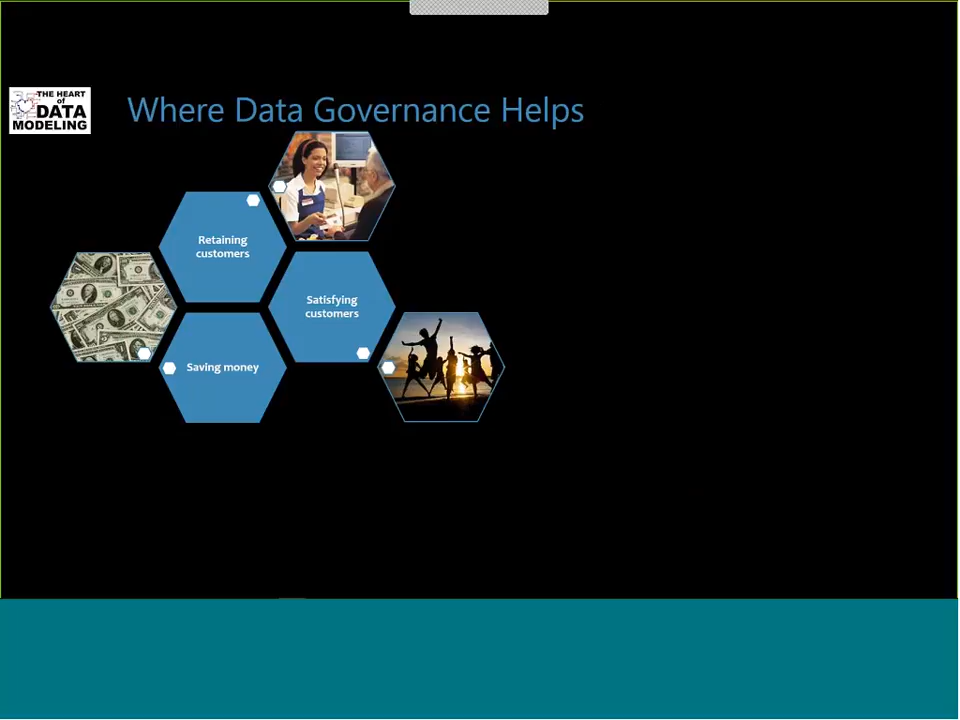 THE HEART
of
DATA
MODELING
Where Data Governance Helps
Retaining
customers
Satisfying
customers
Saving money